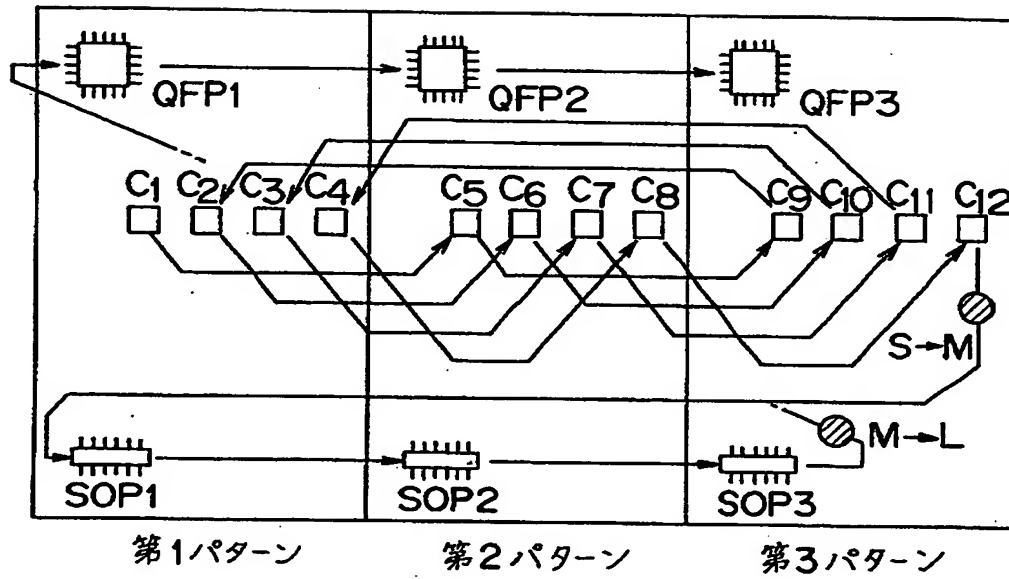 QFP1 QFP2 QFP3
C1 C2 C3 C4 C5 C6 C7 C8 C9 C10 C11 C12
S→M
M→L
SOP1 SOP2 SOP3
第1パターン 第2パターン 第3パターン